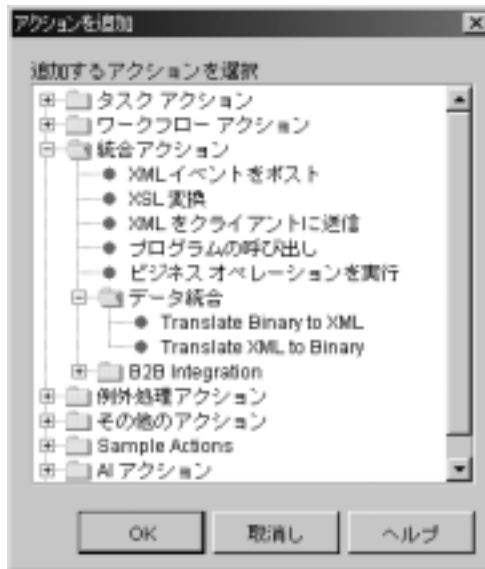 アクションを追加
追加するアクションを選択
タスク アクション
ワークフロー アクション
統合アクション
XML イベントをポスト
XSL 変換
XML をクライアントに送信
プログラムの呼び出し
ビジネス オペレーションを実行
データ統合
Translate Binary to XML
Translate XML to Binary
B2B Integration
例外処理アクション
その他のアクション
Sample Actions
AI アクション
OK 取消し ヘルプ